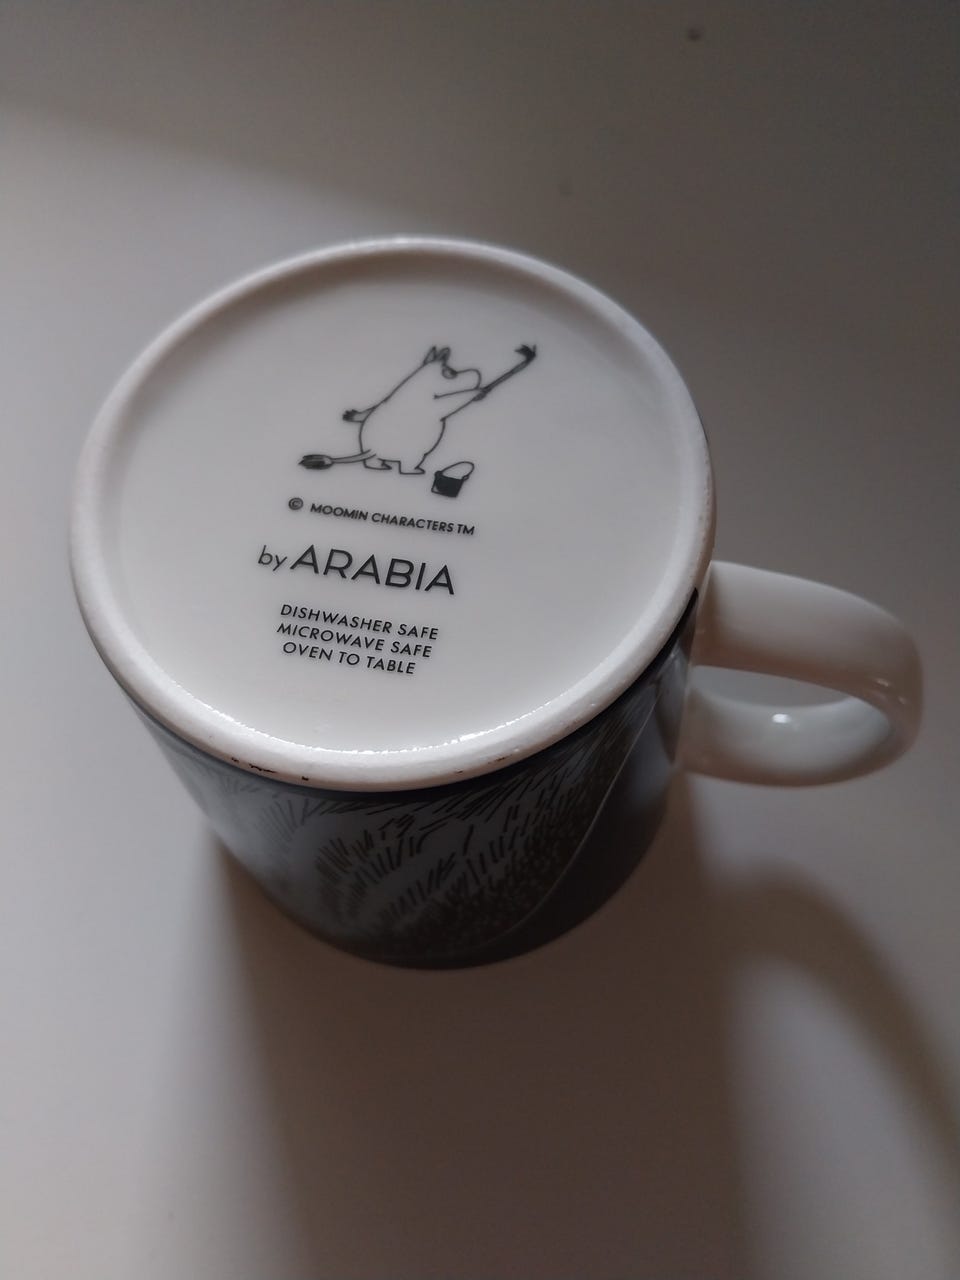 © MOOMIN CHARACTERS TM
by ARABIA
DISHWASHER SAFE
MICROWAVE SAFE
OVEN TO TABLE